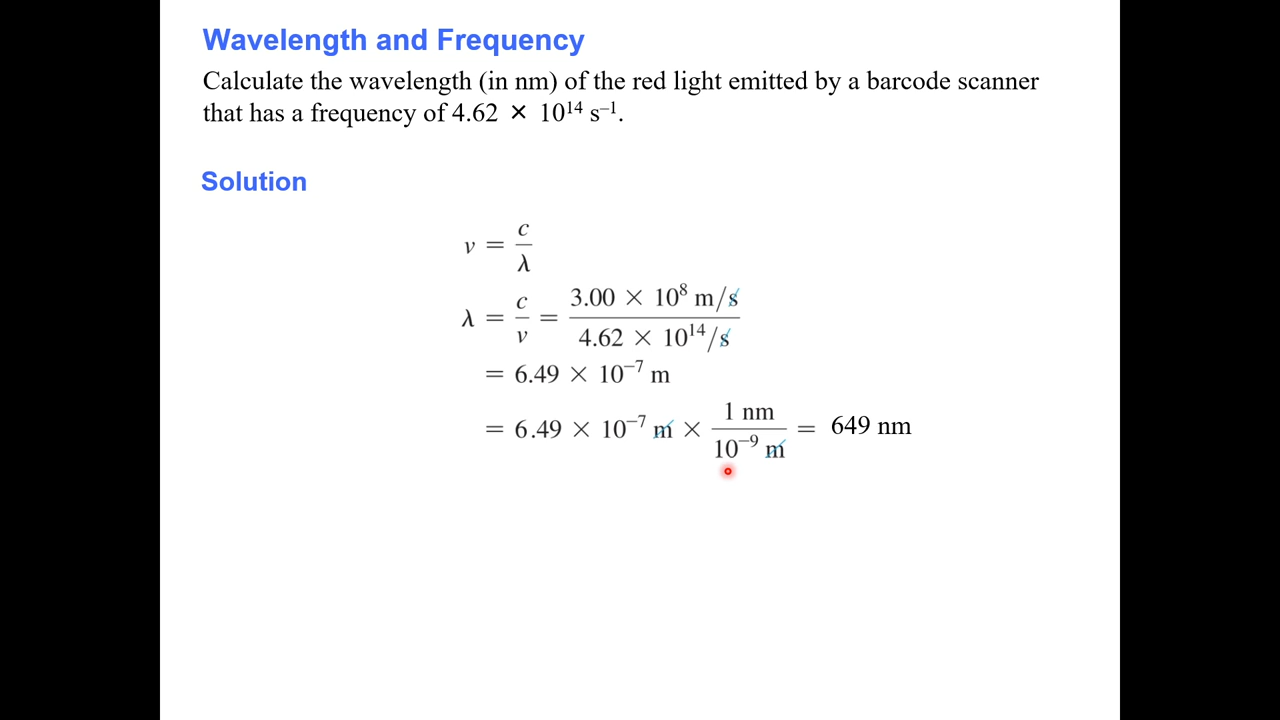 Wavelength and Frequency
Calculate the wavelength (in nm) of the red light emitted by a barcode scanner
that has a frequency of 4.62 × 10¹⁴ s⁻¹.
Solution
ν = c/λ
λ = c/ν = 3.00 × 10⁸ m/s / 4.62 × 10¹⁴/s
= 6.49 × 10⁻⁷ m
= 6.49 × 10⁻⁷ m × 1 nm / 10⁻⁹ m = 649 nm